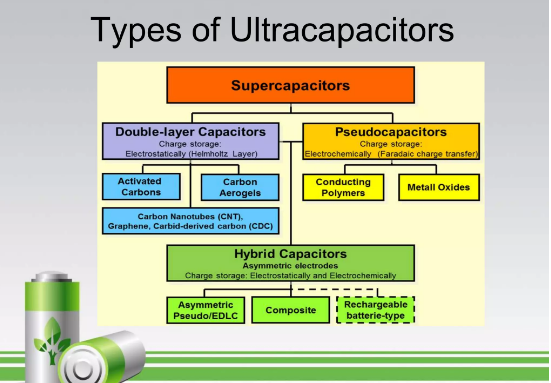 Types of Ultracapacitors
Supercapacitors
Double-layer Capacitors
Charge storage:
Electrostatically (Helmholtz Layer)
Pseudocapacitors
Charge storage:
Electrochemically (Faradaic charge transfer)
Activated
Carbons
Carbon
Aerogels
Conducting
Polymers
Metall Oxides
Carbon Nanotubes (CNT),
Graphene, Carbid-derived carbon (CDC)
Hybrid Capacitors
Asymmetric electrodes
Charge storage: Electrostatically and Electrochemically
Asymmetric
Pseudo/EDLC
Composite
Rechargeable
batterie-type